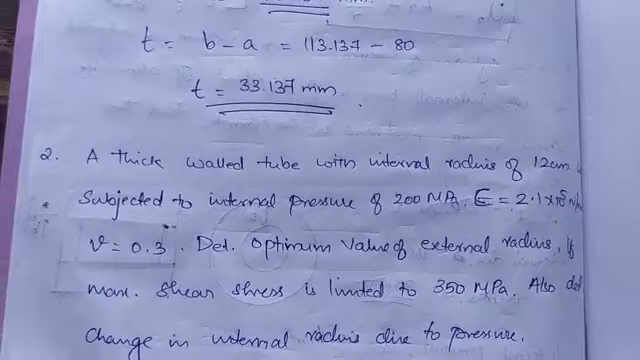 t = b - a = 113.137 - 80
t = 33.137 mm
2. A thick walled tube with internal radius of 12cm
Subjected to internal pressure of 200 MPa. E = 2.1x10⁵ N/
ν = 0.3. Det. Optimum value of external radius, if
max. shear stress is limited to 350 MPa. Also det
change in internal radius due to pressure.